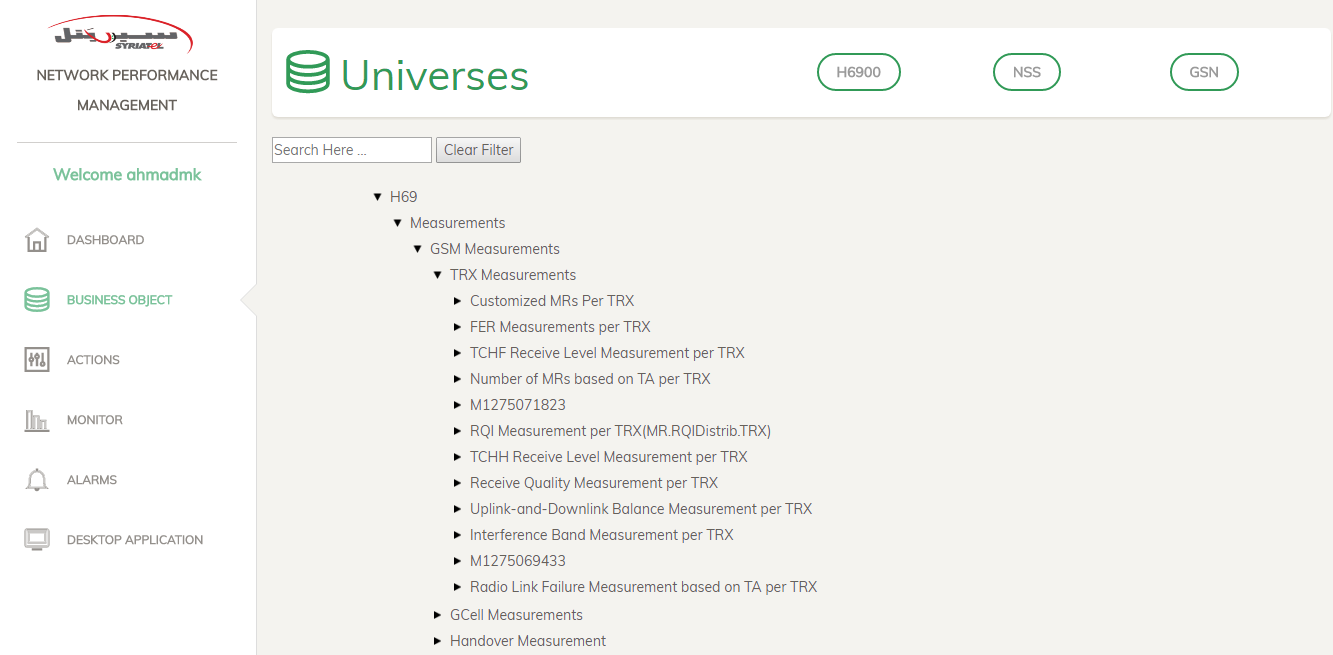 سيريتل
SYRIATEL
NETWORK PERFORMANCE
MANAGEMENT
Welcome ahmadmk
DASHBOARD
BUSINESS OBJECT
ACTIONS
MONITOR
ALARMS
DESKTOP APPLICATION
Universes
H6900
NSS
GSN
Search Here ...
Clear Filter
H69
Measurements
GSM Measurements
TRX Measurements
Customized MRs Per TRX
FER Measurements per TRX
TCHF Receive Level Measurement per TRX
Number of MRs based on TA per TRX
M1275071823
RQI Measurement per TRX(MR.RQIDistrib.TRX)
TCHH Receive Level Measurement per TRX
Receive Quality Measurement per TRX
Uplink-and-Downlink Balance Measurement per TRX
Interference Band Measurement per TRX
M1275069433
Radio Link Failure Measurement based on TA per TRX
GCell Measurements
Handover Measurement